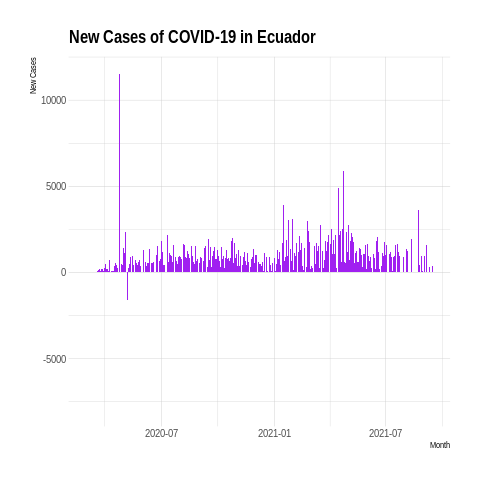 New Cases of COVID-19 in Ecuador
New Cases
10000
5000
0
-5000
2020-07
2021-01
2021-07
Month